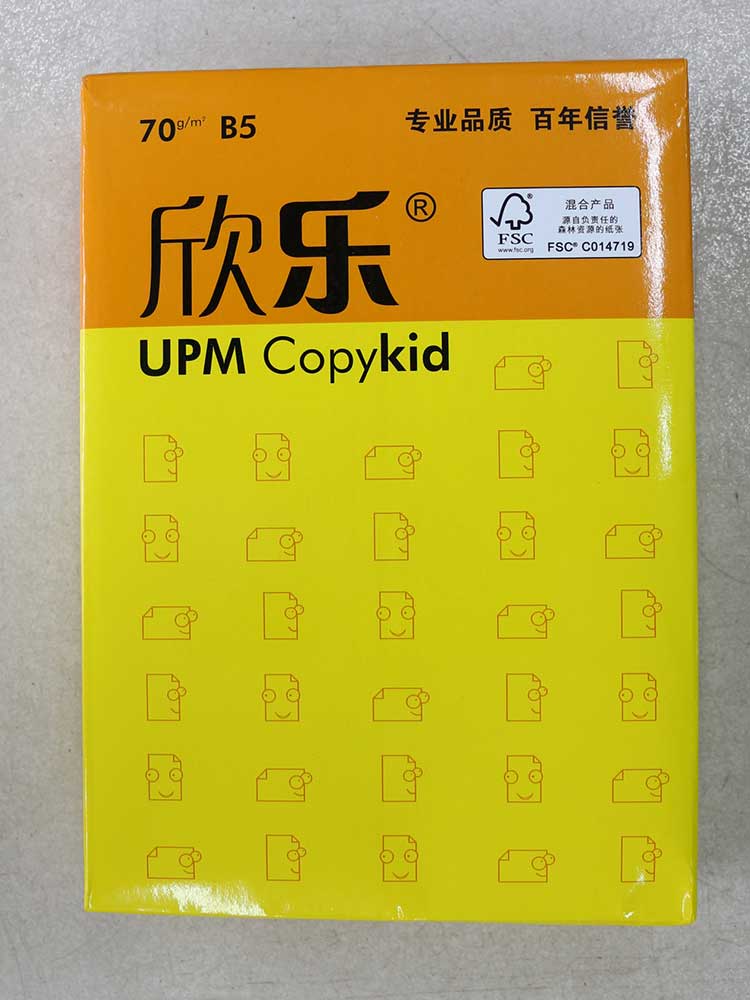 70g/m² B5
专业品质 百年信誉
欣乐®
FSC
www.fsc.org
混合产品
源自负责任的
森林资源的纸张
FSC® C014719
UPM Copykid